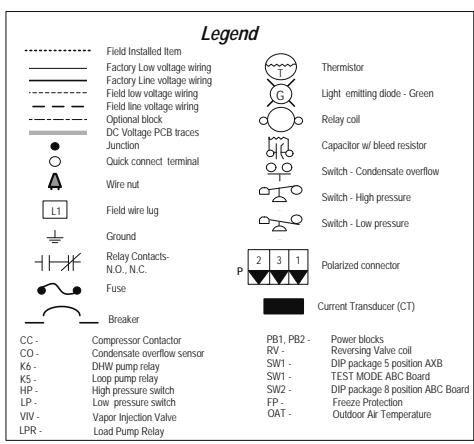 Legend
Field Installed Item
Factory Low voltage wiring
Factory Line voltage wiring
Field low voltage wiring
Field line voltage wiring
Optional block
DC Voltage PCB traces
Junction
Quick connect terminal
Wire nut
L1 Field wire lug
Ground
Relay Contacts-
N.O., N.C.
Fuse
Breaker
T Thermistor
G Light emitting diode - Green
Relay coil
Capacitor w/ bleed resistor
Switch - Condensate overflow
Switch - High pressure
Switch - Low pressure
P 2 3 1 Polarized connector
Current Transducer (CT)
CC - Compressor Contactor
CO - Condensate overflow sensor
K6 - DHW pump relay
K5 - Loop pump relay
HP - High pressure switch
LP - Low pressure switch
VIV - Vapor Injection Valve
LPR - Load Pump Relay
PB1, PB2 - Power blocks
RV - Reversing Valve coil
SW1 - DIP package 5 position AXB
SW1 - TEST MODE ABC Board
SW2 - DIP package 8 position ABC Board
FP - Freeze Protection
OAT - Outdoor Air Temperature